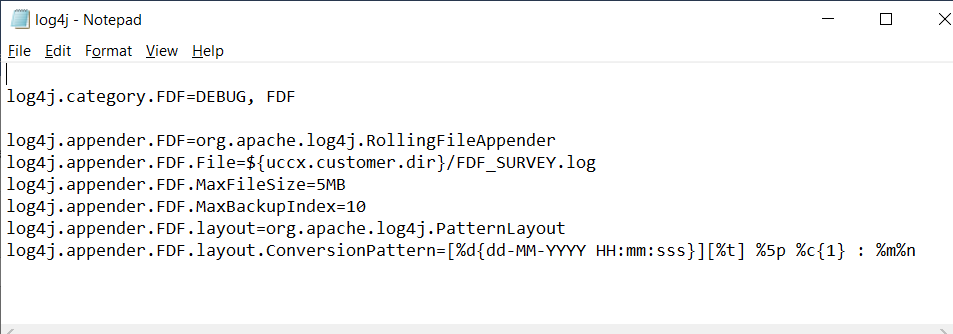 log4j - Notepad
File Edit Format View Help
log4j.category.FDF=DEBUG, FDF
log4j.appender.FDF=org.apache.log4j.RollingFileAppender
log4j.appender.FDF.File=${uccx.customer.dir}/FDF_SURVEY.log
log4j.appender.FDF.MaxFileSize=5MB
log4j.appender.FDF.MaxBackupIndex=10
log4j.appender.FDF.layout=org.apache.log4j.PatternLayout
log4j.appender.FDF.layout.ConversionPattern=[%d{dd-MM-YYYY HH:mm:sss}][%t] %5p %c{1} : %m%n